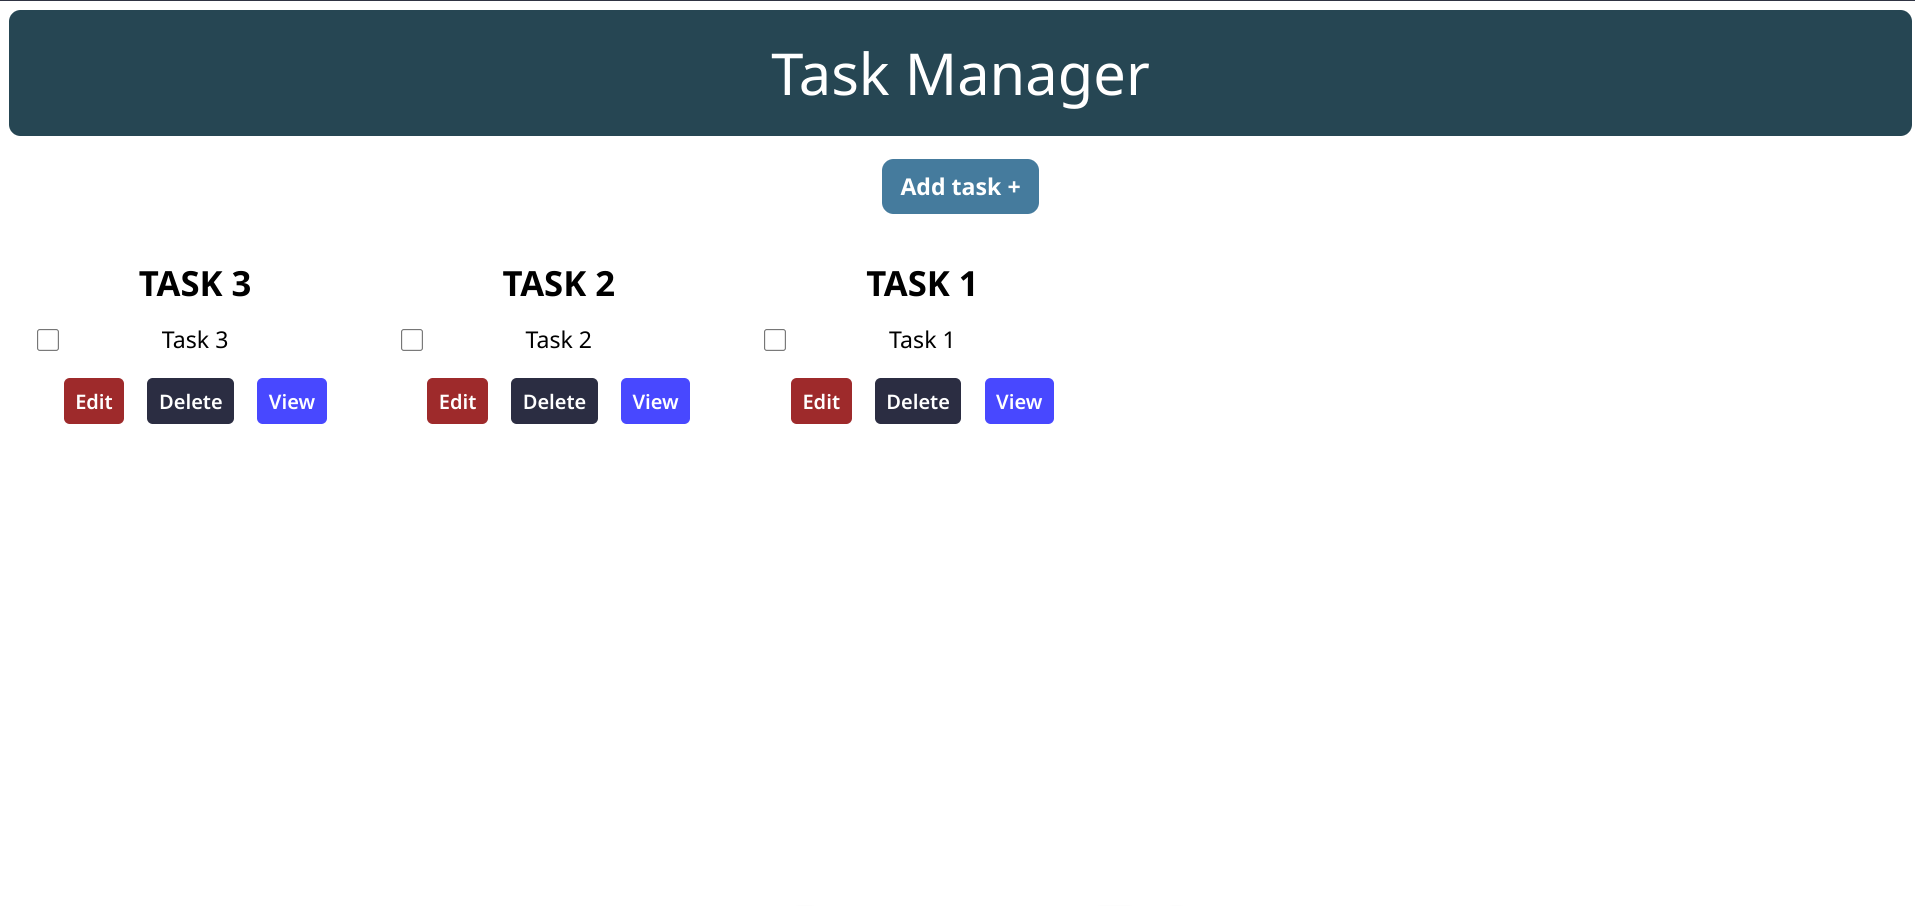 Task Manager
Add task +
TASK 3
Task 3
Edit Delete View
TASK 2
Task 2
Edit Delete View
TASK 1
Task 1
Edit Delete View